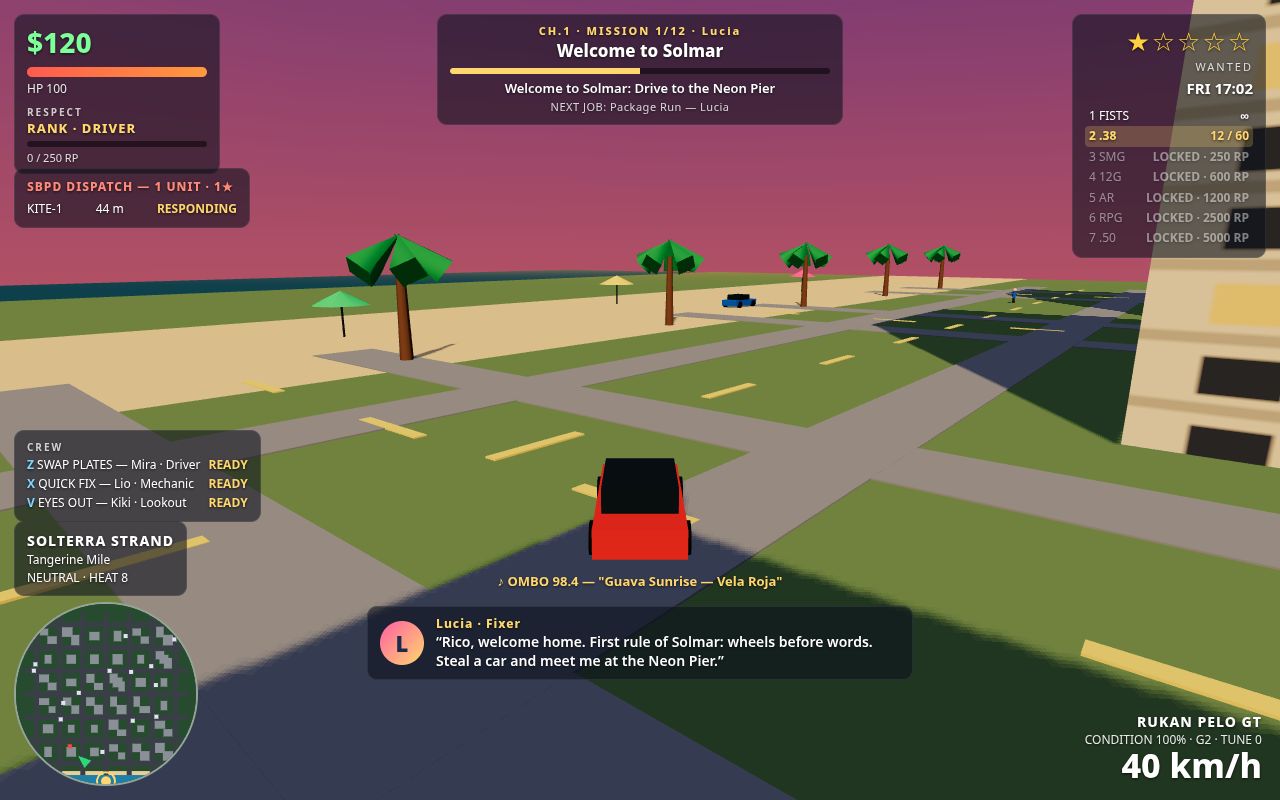 $120
HP 100
RESPECT
RANK · DRIVER
0 / 250 RP
SBPD DISPATCH — 1 UNIT · 1★
KITE-1 44 m RESPONDING
CH.1 · MISSION 1/12 · Lucia
Welcome to Solmar
Welcome to Solmar: Drive to the Neon Pier
NEXT JOB: Package Run — Lucia
★☆☆☆☆
WANTED
FRI 17:02
1 FISTS ∞
2 .38 12 / 60
3 SMG LOCKED · 250 RP
4 12G LOCKED · 600 RP
5 AR LOCKED · 1200 RP
6 RPG LOCKED · 2500 RP
7 .50 LOCKED · 5000 RP
CREW
Z SWAP PLATES — Mira · Driver READY
X QUICK FIX — Lio · Mechanic READY
V EYES OUT — Kiki · Lookout READY
SOLTERRA STRAND
Tangerine Mile
NEUTRAL · HEAT 8
♪ OMBO 98.4 — "Guava Sunrise — Vela Roja"
L
Lucia · Fixer
"Rico, welcome home. First rule of Solmar: wheels before words.
Steal a car and meet me at the Neon Pier."
RUKAN PELO GT
CONDITION 100% · G2 · TUNE 0
40 km/h